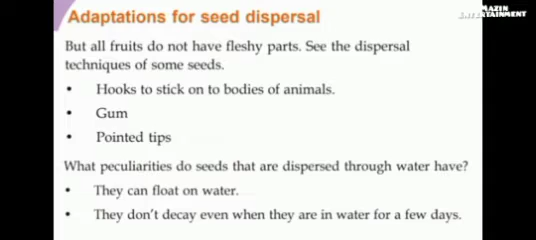 MAZIN
ENTERTAINMENT
Adaptations for seed dispersal
But all fruits do not have fleshy parts. See the dispersal
techniques of some seeds.
• Hooks to stick on to bodies of animals.
• Gum
• Pointed tips
What peculiarities do seeds that are dispersed through water have?
• They can float on water.
• They don't decay even when they are in water for a few days.